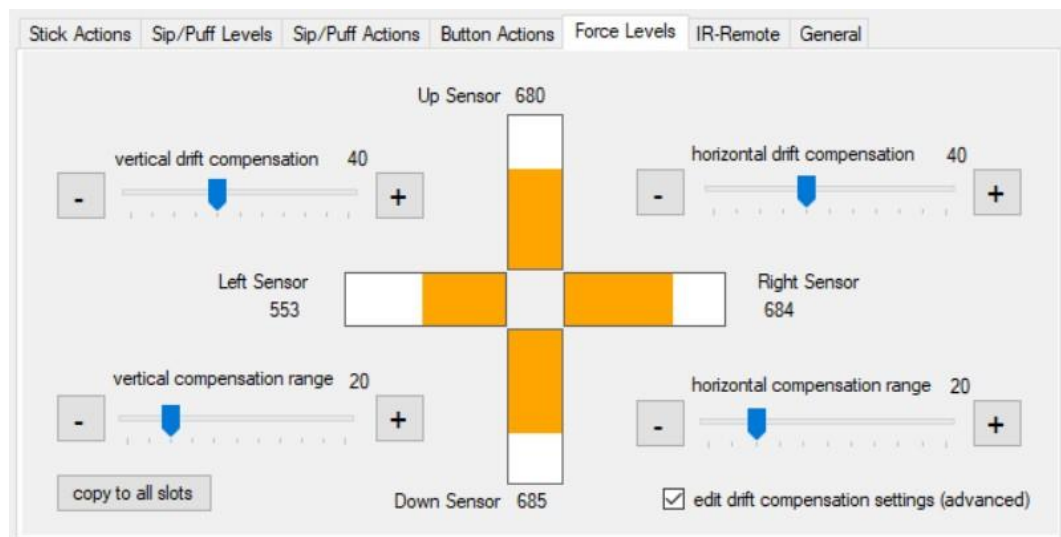 Stick Actions Sip/Puff Levels Sip/Puff Actions Button Actions Force Levels IR-Remote General
Up Sensor 680
vertical drift compensation 40
- +
horizontal drift compensation 40
- +
Left Sensor
553
Right Sensor
684
vertical compensation range 20
- +
horizontal compensation range 20
- +
copy to all slots
Down Sensor 685
edit drift compensation settings (advanced)